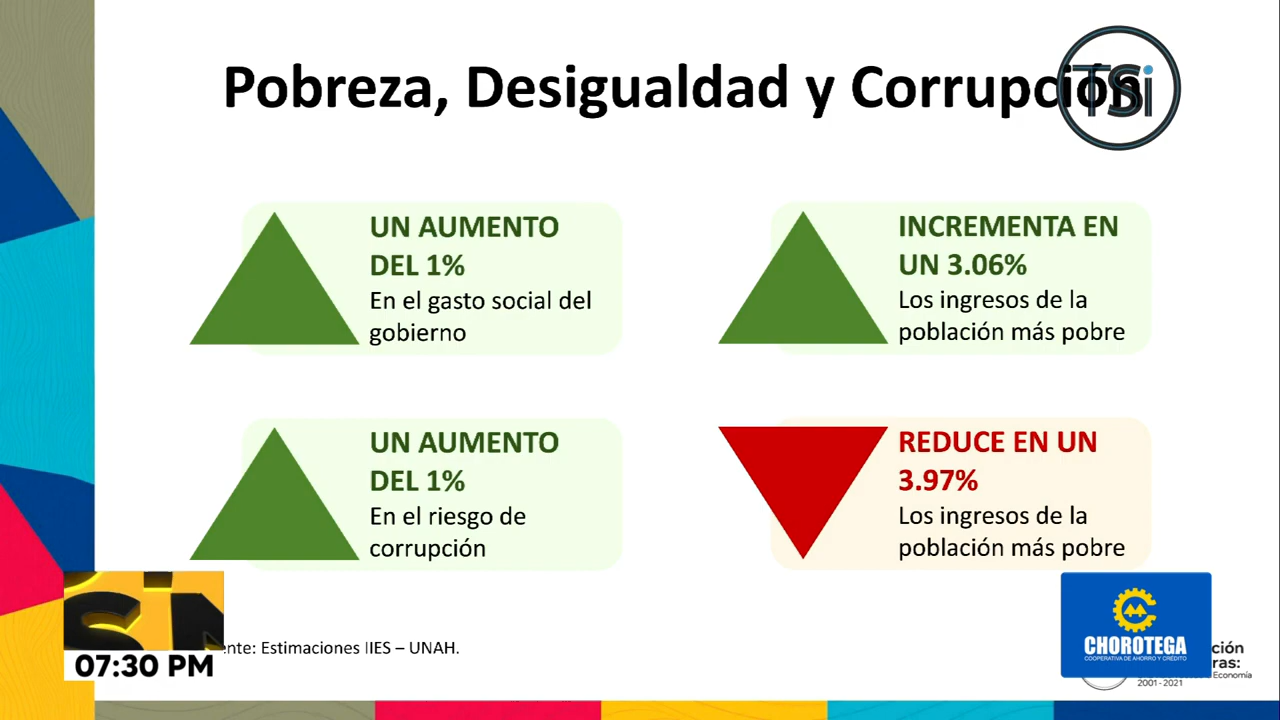 Pobreza, Desigualdad y Corrupción
TSi
UN AUMENTO
DEL 1%
En el gasto social del
gobierno
INCREMENTA EN
UN 3.06%
Los ingresos de la
población más pobre
UN AUMENTO
DEL 1%
En el riesgo de
corrupción
REDUCE EN UN
3.97%
Los ingresos de la
población más pobre
Estimaciones IIES – UNAH.
07:30 PM
CHOROTEGA
COOPERATIVA DE AHORRO Y CRÉDITO
2001-2021
Economía